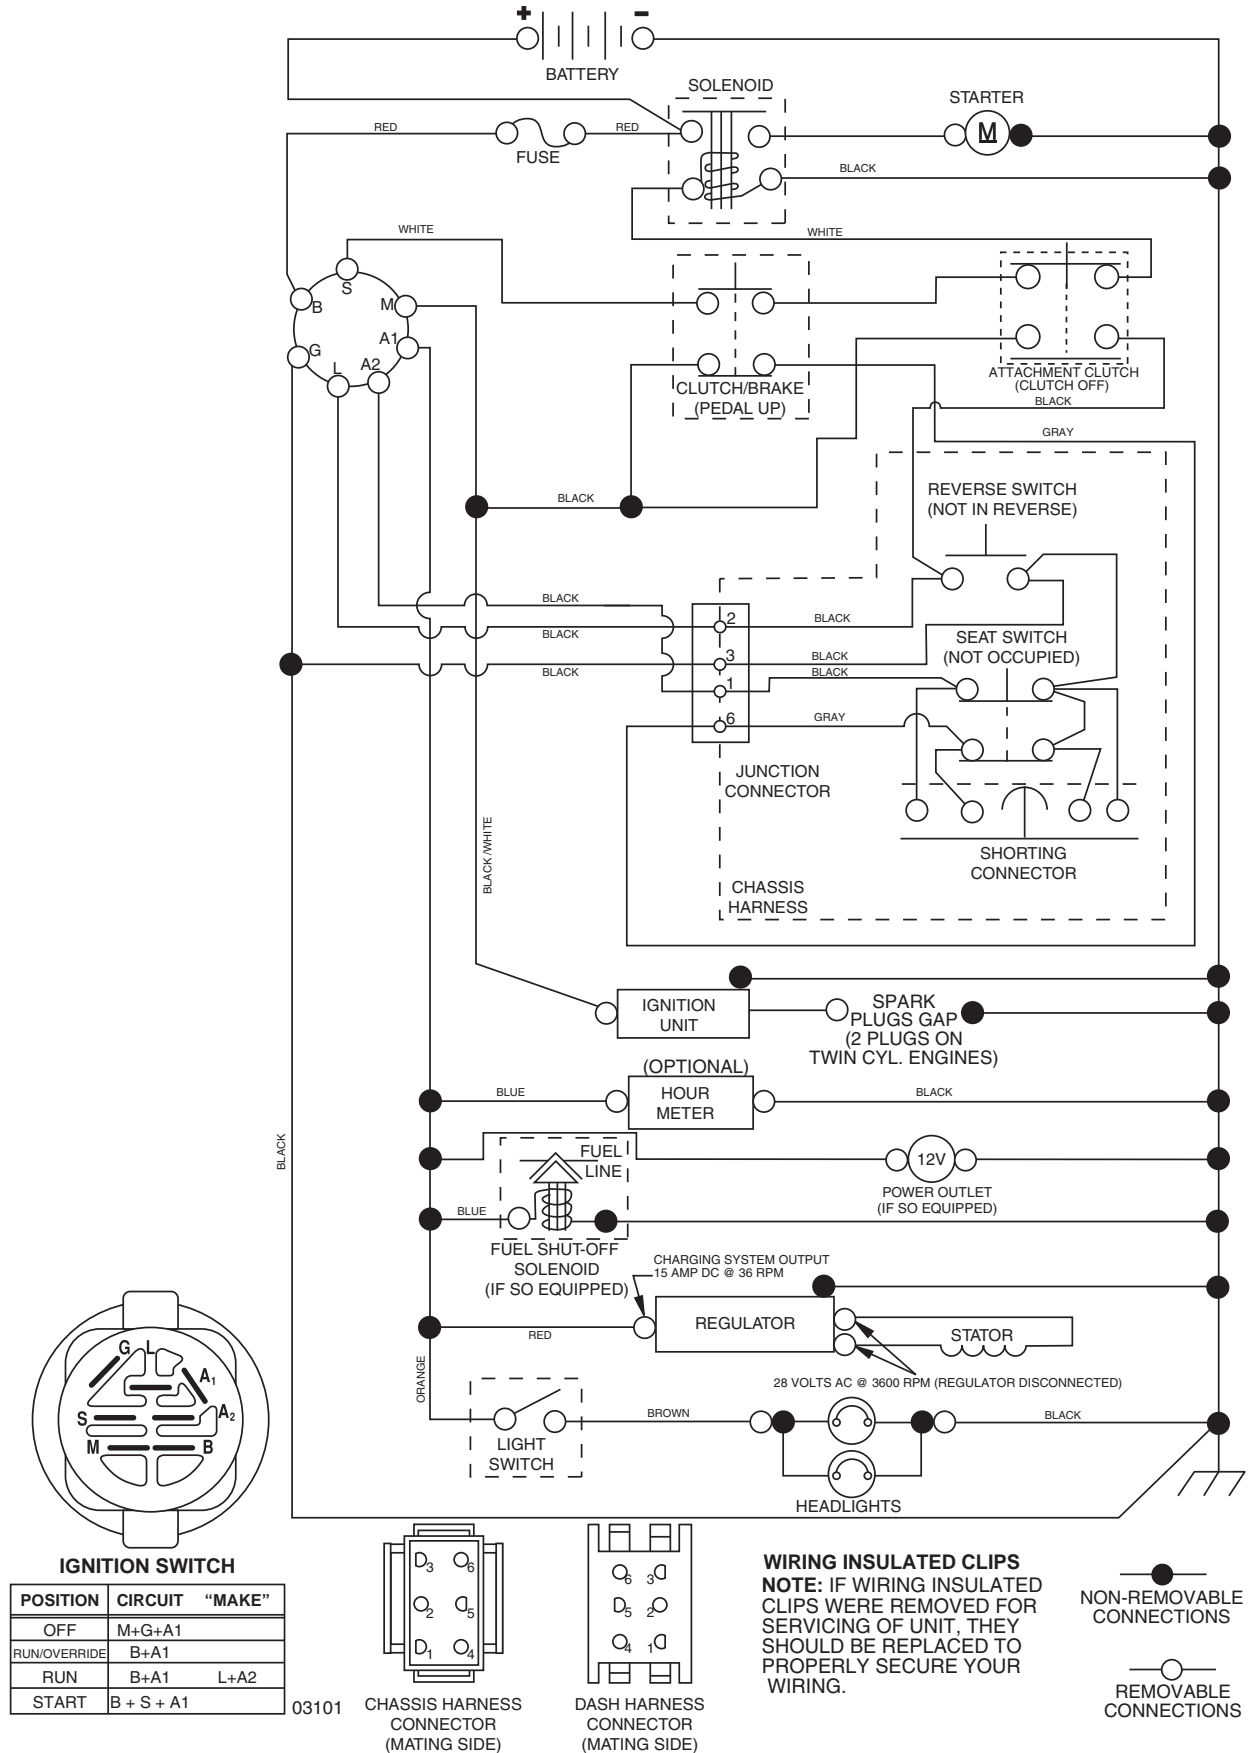 + −
BATTERY
SOLENOID
STARTER
RED
RED
M
FUSE
BLACK
WHITE
WHITE
S
B
M
A1
G
L
A2
CLUTCH/BRAKE
(PEDAL UP)
ATTACHMENT CLUTCH
(CLUTCH OFF)
BLACK
GRAY
REVERSE SWITCH
(NOT IN REVERSE)
BLACK
BLACK
BLACK
2
BLACK
BLACK
SEAT SWITCH
(NOT OCCUPIED)
3
BLACK
BLACK
BLACK
1
6
GRAY
JUNCTION
CONNECTOR
SHORTING
CONNECTOR
CHASSIS
HARNESS
BLACK /WHITE
IGNITION
UNIT
SPARK
PLUGS GAP
(2 PLUGS ON
TWIN CYL. ENGINES)
(OPTIONAL)
HOUR
METER
BLUE
BLACK
BLACK
FUEL
LINE
12V
POWER OUTLET
(IF SO EQUIPPED)
BLUE
FUEL SHUT-OFF
SOLENOID
(IF SO EQUIPPED)
CHARGING SYSTEM OUTPUT
15 AMP DC @ 36 RPM
REGULATOR
STATOR
RED
28 VOLTS AC @ 3600 RPM (REGULATOR DISCONNECTED)
ORANGE
BROWN
BLACK
LIGHT
SWITCH
HEADLIGHTS
G L
A1
A2
S
M
B
IGNITION SWITCH
POSITION CIRCUIT "MAKE"
OFF M+G+A1
RUN/OVERRIDE B+A1
RUN B+A1 L+A2
START B + S + A1
03101
3 6
2 5
1 4
CHASSIS HARNESS
CONNECTOR
(MATING SIDE)
6 3
5 2
4 1
DASH HARNESS
CONNECTOR
(MATING SIDE)
WIRING INSULATED CLIPS
NOTE: IF WIRING INSULATED
CLIPS WERE REMOVED FOR
SERVICING OF UNIT, THEY
SHOULD BE REPLACED TO
PROPERLY SECURE YOUR
WIRING.
NON-REMOVABLE
CONNECTIONS
REMOVABLE
CONNECTIONS